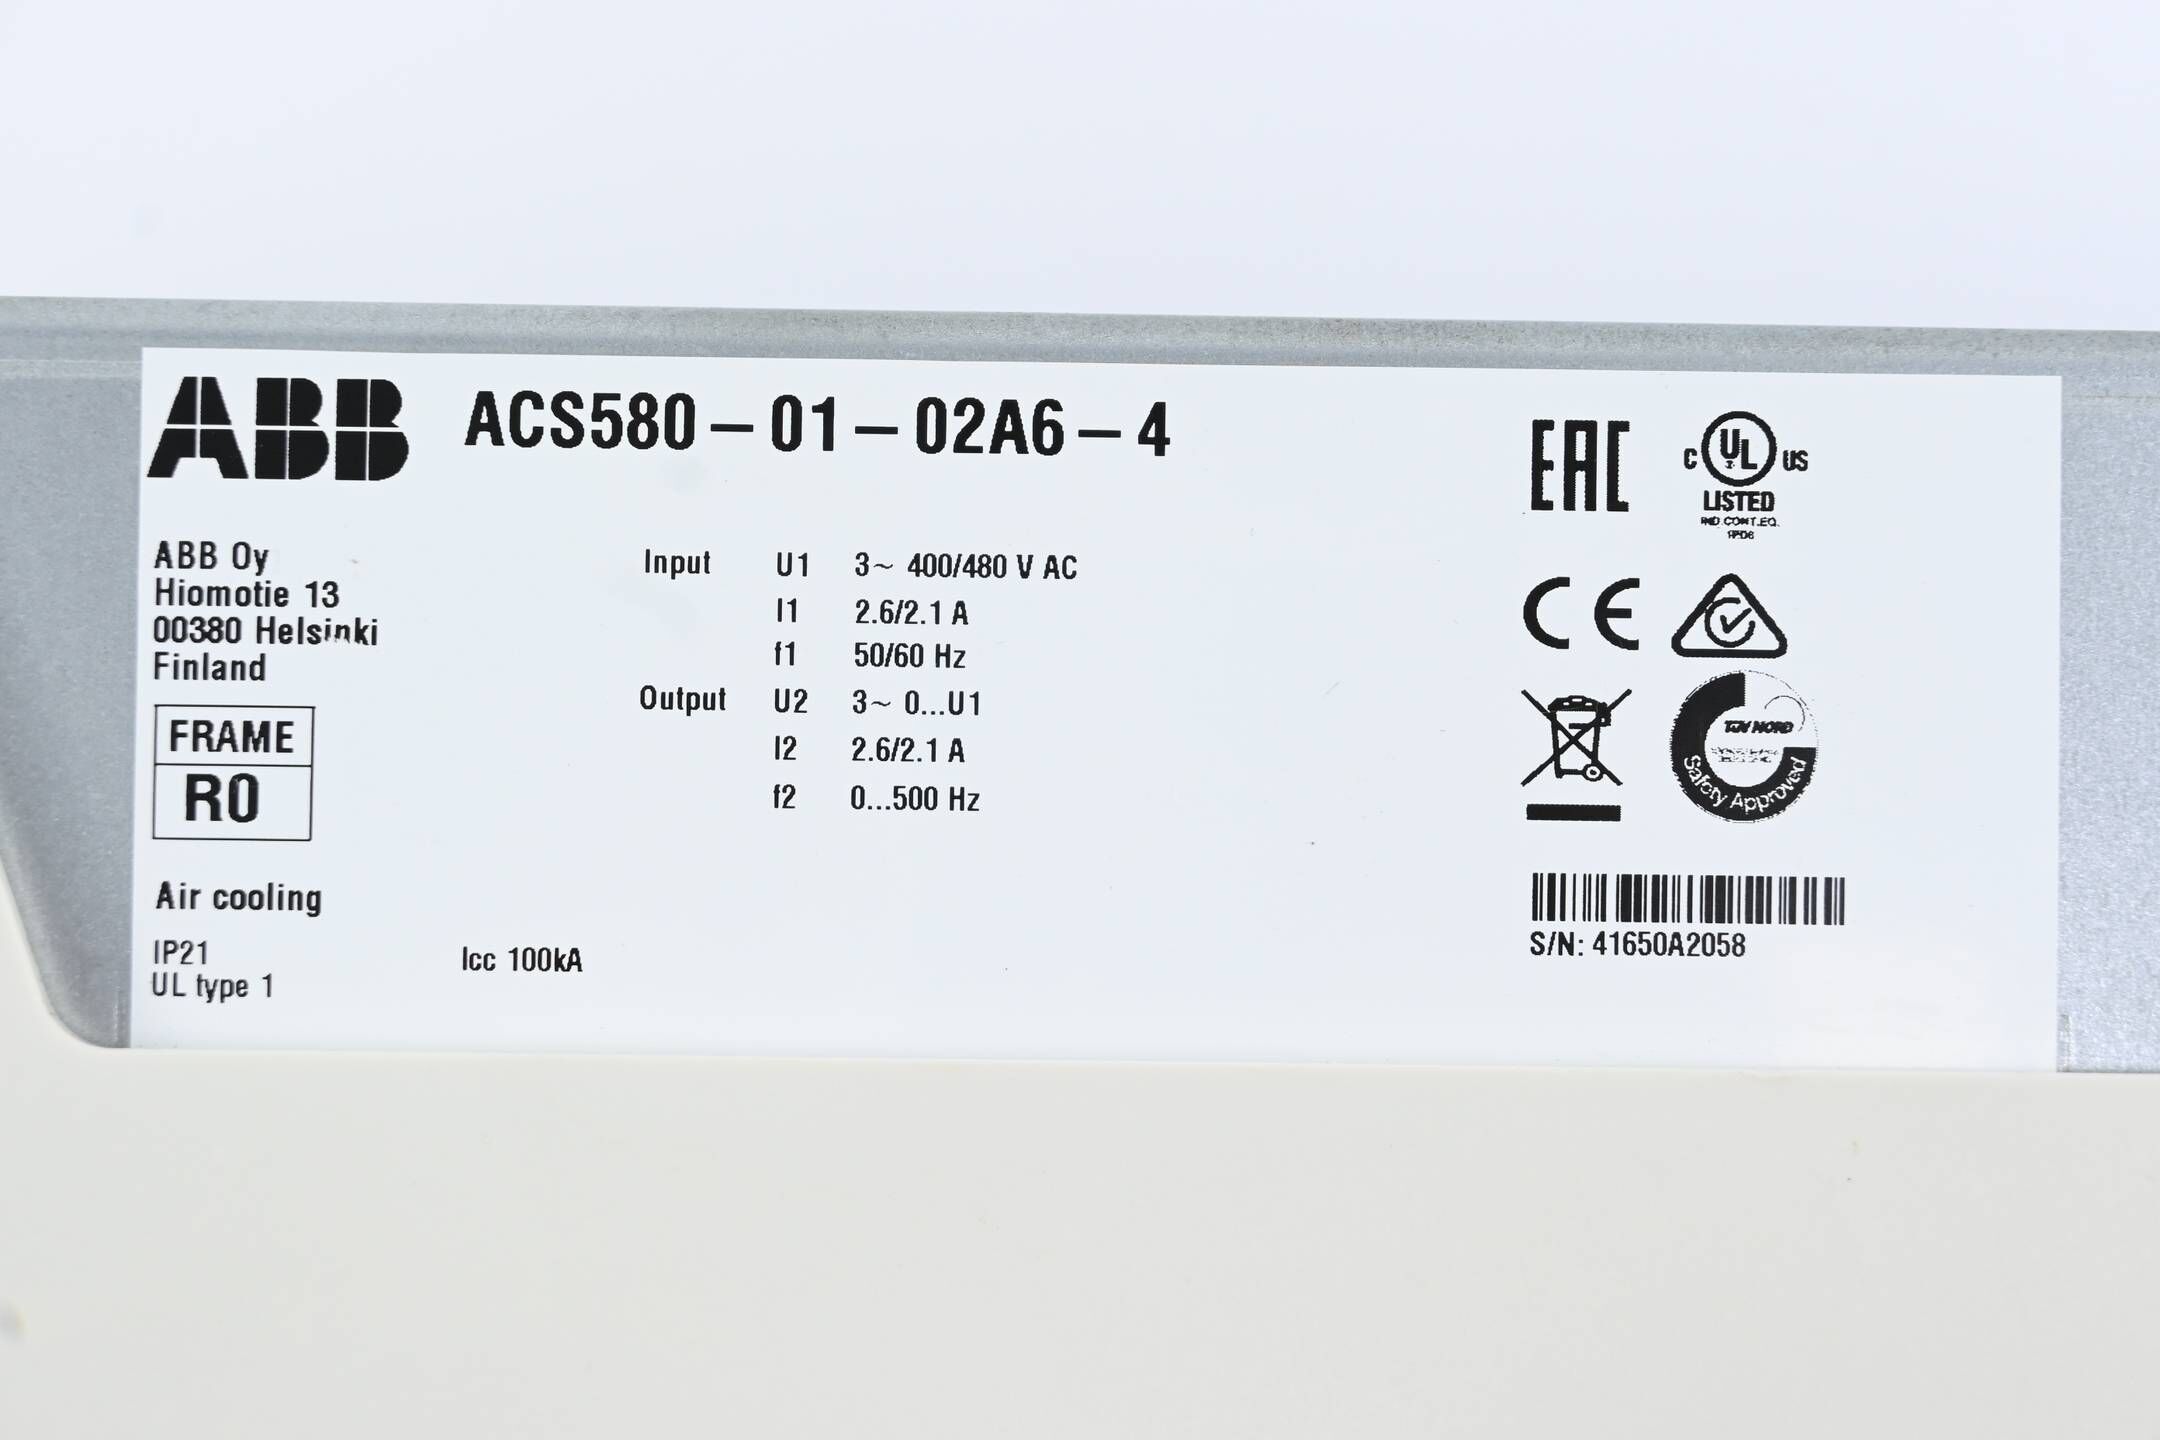 ABB ACS580-01-02A6-4
ABB Oy
Hiomotie 13
00380 Helsinki
Finland
FRAME
R0
Air cooling
IP21
UL type 1
Icc 100kA
Input U1 3~ 400/480 V AC
I1 2.6/2.1 A
f1 50/60 Hz
Output U2 3~ 0...U1
I2 2.6/2.1 A
f2 0...500 Hz
EAC
C UL US
LISTED
IND.CONT.EQ.
CE
TÜV NORD
Safety Approved
S/N: 41650A2058